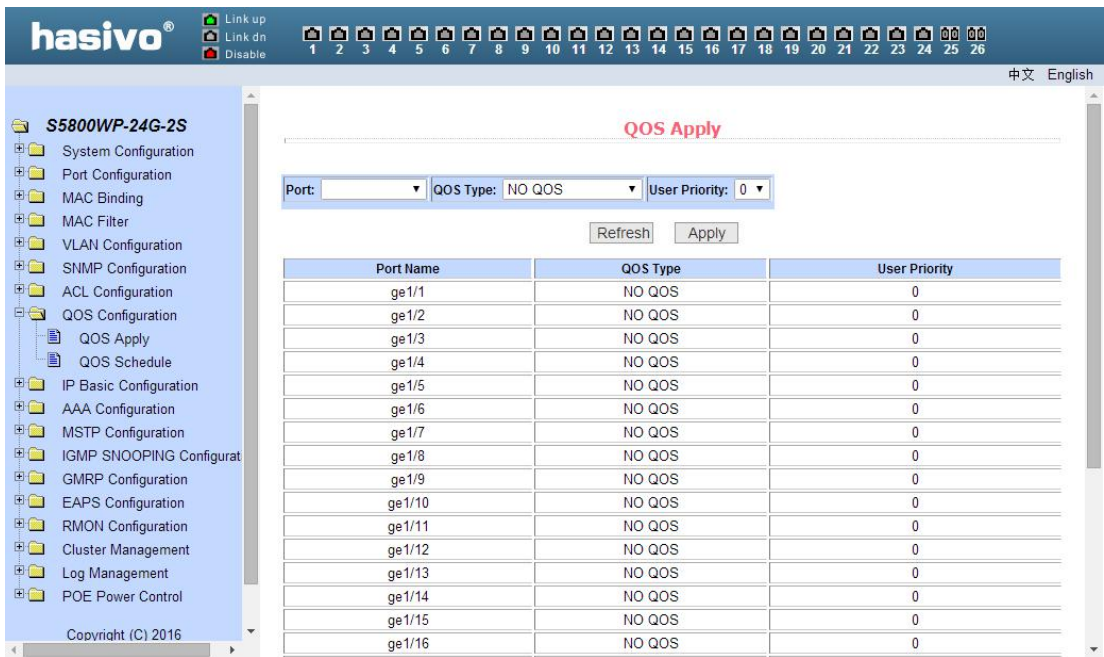 hasivo®
Link up
Link dn
Disable
1 2 3 4 5 6 7 8 9 10 11 12 13 14 15 16 17 18 19 20 21 22 23 24 25 26
中文 English
S5800WP-24G-2S
System Configuration
Port Configuration
MAC Binding
MAC Filter
VLAN Configuration
SNMP Configuration
ACL Configuration
QOS Configuration
QOS Apply
QOS Schedule
IP Basic Configuration
AAA Configuration
MSTP Configuration
IGMP SNOOPING Configurat
GMRP Configuration
EAPS Configuration
RMON Configuration
Cluster Management
Log Management
POE Power Control
Copyright (C) 2016
QOS Apply
Port: QOS Type: NO QOS User Priority: 0
Refresh Apply
Port Name QOS Type User Priority
ge1/1 NO QOS 0
ge1/2 NO QOS 0
ge1/3 NO QOS 0
ge1/4 NO QOS 0
ge1/5 NO QOS 0
ge1/6 NO QOS 0
ge1/7 NO QOS 0
ge1/8 NO QOS 0
ge1/9 NO QOS 0
ge1/10 NO QOS 0
ge1/11 NO QOS 0
ge1/12 NO QOS 0
ge1/13 NO QOS 0
ge1/14 NO QOS 0
ge1/15 NO QOS 0
ge1/16 NO QOS 0